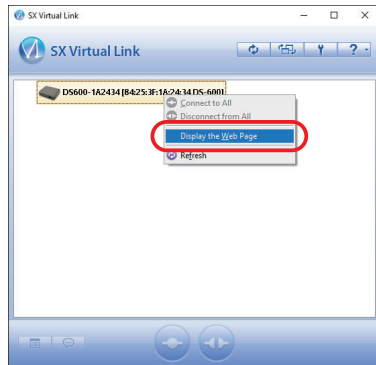 SX Virtual Link
SX Virtual Link
DS600-1A2434 [84:25:3F:1A:24:34 DS-600]
Connect to All
Disconnect from All
Display the Web Page
Refresh